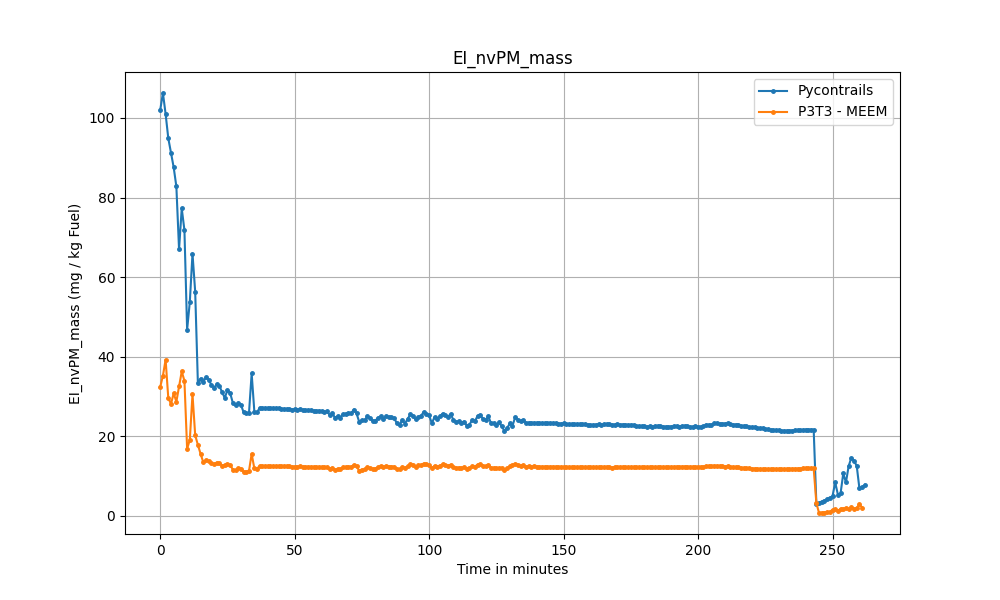 EI_nvPM_mass
Pycontrails
P3T3 - MEEM
EI_nvPM_mass (mg / kg Fuel)
100
80
60
40
20
0
0 50 100 150 200 250
Time in minutes